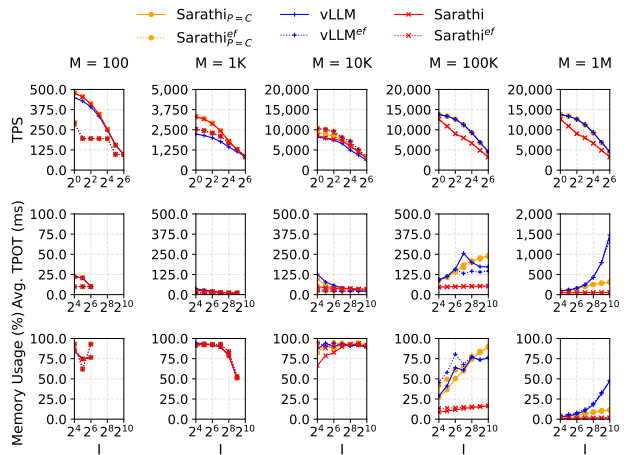 Sarathi_{P=C} vLLM Sarathi
Sarathi^{ef}_{P=C} vLLM^{ef} Sarathi^{ef}
M = 100 M = 1K M = 10K M = 100K M = 1M
TPS
500.0 5,000 20,000 20,000 20,000
375.0 3,750 15,000 15,000 15,000
250.0 2,500 10,000 10,000 10,000
125.0 1,250 5,000 5,000 5,000
0.0 0.0 0.0 0.0 0.0
2^0 2^2 2^4 2^6 2^0 2^2 2^4 2^6 2^0 2^2 2^4 2^6 2^0 2^2 2^4 2^6 2^0 2^2 2^4 2^6
Avg. TPOT (ms)
100.0 500.0 500.0 500.0 2,000
75.0 375.0 375.0 375.0 1,500
50.0 250.0 250.0 250.0 1,000
25.0 125.0 125.0 125.0 500
0.0 0.0 0.0 0.0 0.0
2^4 2^6 2^8 2^10 2^4 2^6 2^8 2^10 2^4 2^6 2^8 2^10 2^4 2^6 2^8 2^10 2^4 2^6 2^8 2^10
Memory Usage (%)
100.0 100.0 100.0 100.0 100.0
75.0 75.0 75.0 75.0 75.0
50.0 50.0 50.0 50.0 50.0
25.0 25.0 25.0 25.0 25.0
0.0 0.0 0.0 0.0 0.0
2^4 2^6 2^8 2^10 2^4 2^6 2^8 2^10 2^4 2^6 2^8 2^10 2^4 2^6 2^8 2^10 2^4 2^6 2^8 2^10
I I I I I